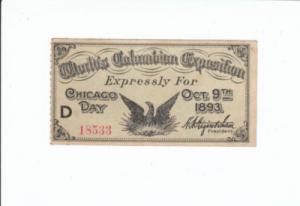 World's Columbian Exposition
Expressly For
Chicago Day
Oct. 9TH 1893
D
18533
President.